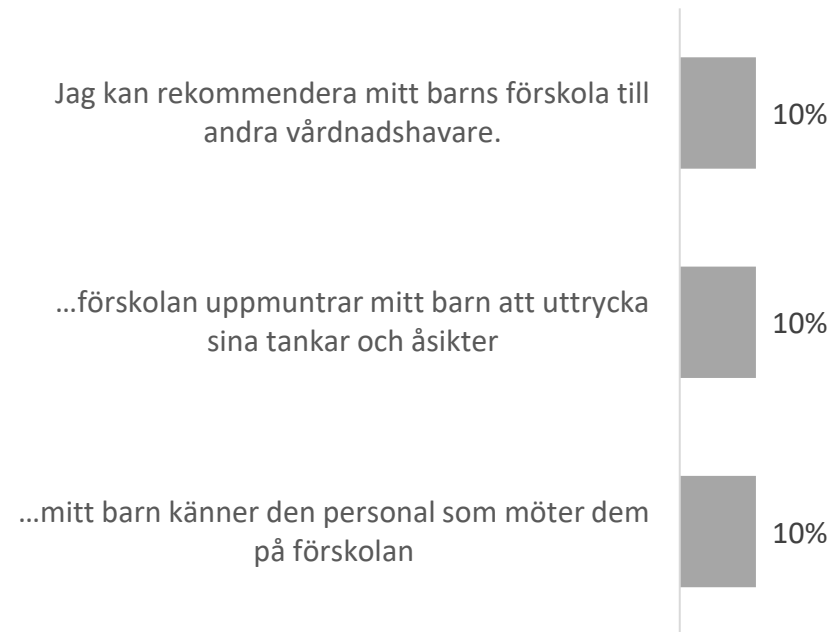 Jag kan rekommendera mitt barns förskola till
andra vårdnadshavare.
10%
…förskolan uppmuntrar mitt barn att uttrycka
sina tankar och åsikter
10%
…mitt barn känner den personal som möter dem
på förskolan
10%